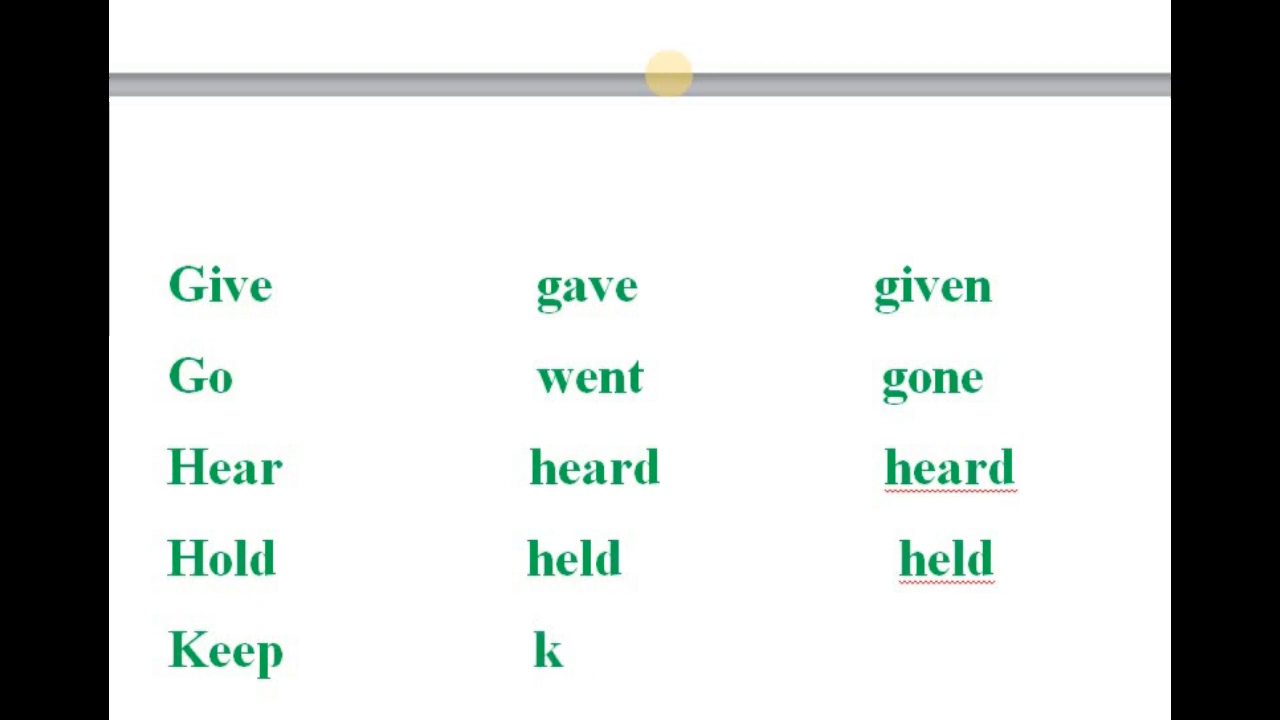 Give gave given
Go went gone
Hear heard heard
Hold held held
Keep k